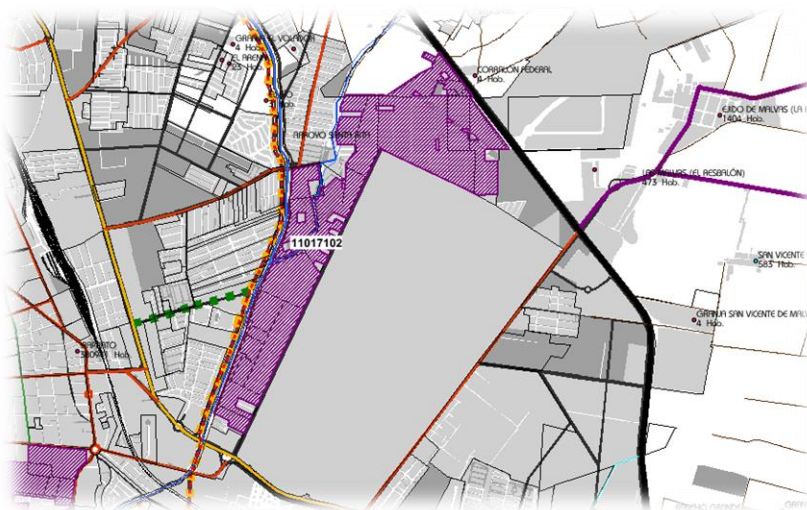 GRANJA EL VOLADOR
4 Hab.
EL ARENAL
23 Hab.
CORRALÓN FEDERAL
4 Hab.
EJIDO DE MALVAS (LA
1404 Hab.
ARROYO SANTA RITA
LAS MALVAS (EL RESBALÓN)
473 Hab.
11017102
SAN VICENTE
583 Hab.
GRANJA SAN VICENTE DE MAL
4 Hab.
Hab.